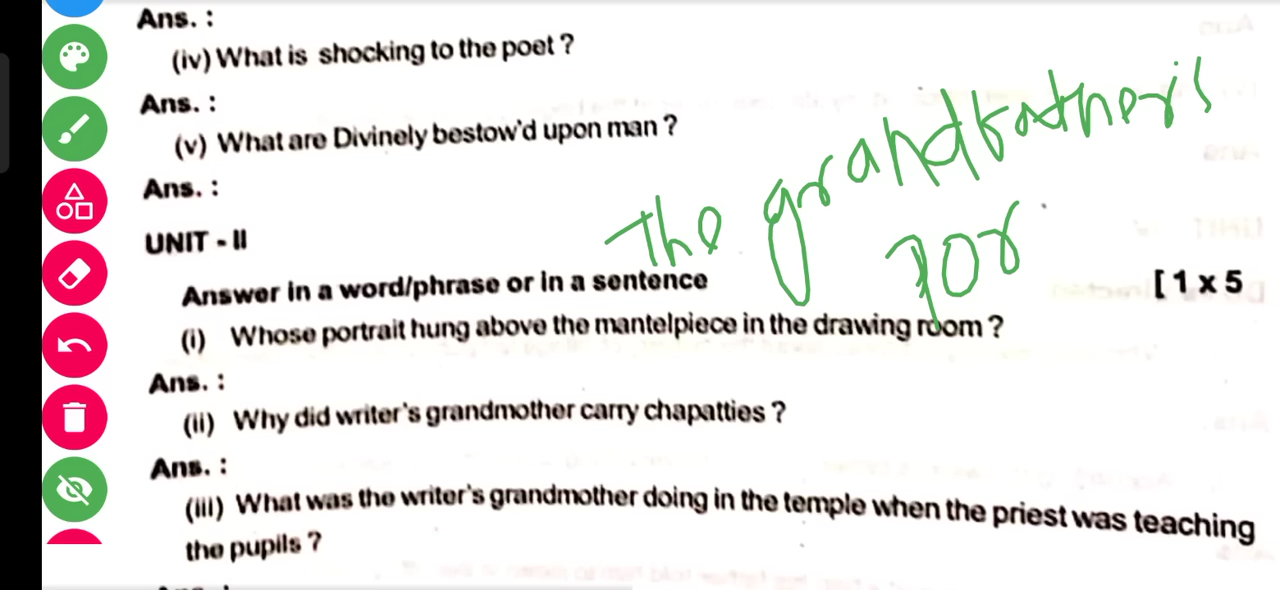 Ans. :
(iv) What is shocking to the poet ?
Ans. :
(v) What are Divinely bestow'd upon man ?
Ans. :
The grandfather's
por
UNIT - II
Answer in a word/phrase or in a sentence [ 1 x 5
(i) Whose portrait hung above the mantelpiece in the drawing room ?
Ans. :
(ii) Why did writer's grandmother carry chapatties ?
Ans. :
(iii) What was the writer's grandmother doing in the temple when the priest was teaching
the pupils ?